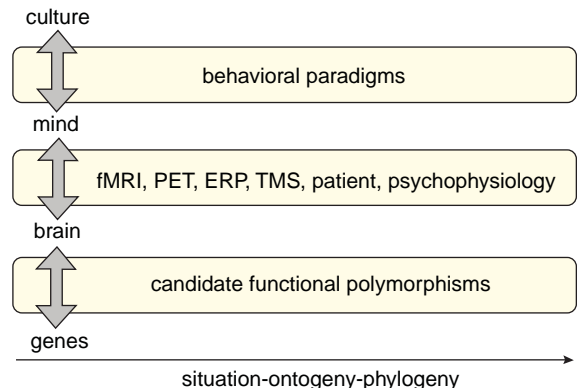 culture
behavioral paradigms
mind
fMRI, PET, ERP, TMS, patient, psychophysiology
brain
candidate functional polymorphisms
genes
situation-ontogeny-phylogeny